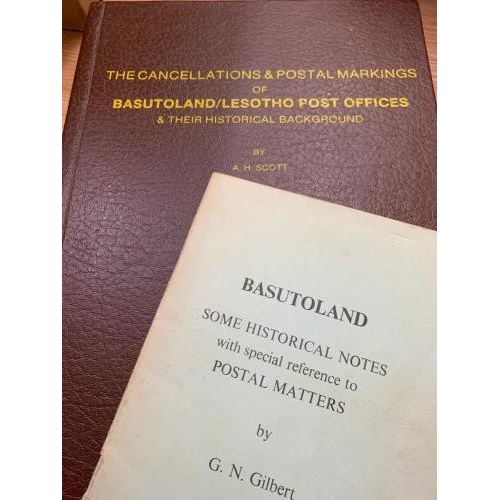 THE CANCELLATIONS & POSTAL MARKINGS
OF
BASUTOLAND/LESOTHO POST OFFICES
& THEIR HISTORICAL BACKGROUND
BY
A. H. SCOTT
BASUTOLAND
SOME HISTORICAL NOTES
with special reference to
POSTAL MATTERS
by
G. N. Gilbert